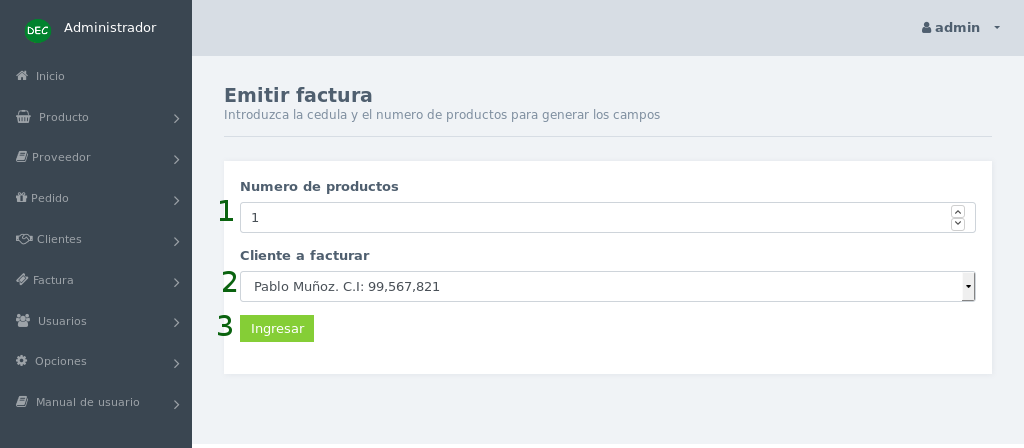 DEC Administrador
admin
Inicio
Producto
Proveedor
Pedido
Clientes
Factura
Usuarios
Opciones
Manual de usuario
Emitir factura
Introduzca la cedula y el numero de productos para generar los campos
Numero de productos
1 1
Cliente a facturar
2 Pablo Muñoz. C.I: 99,567,821
3 Ingresar